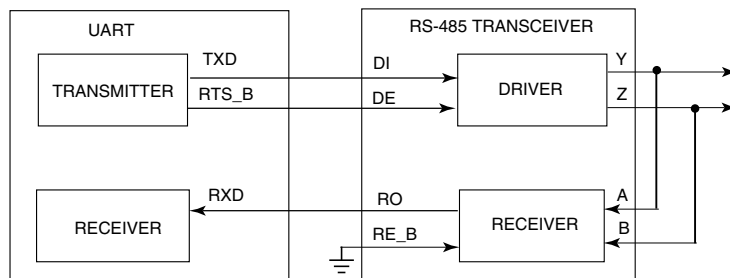 UART
RS-485 TRANSCEIVER
TXD
DI
Y
TRANSMITTER
DRIVER
RTS_B
DE
Z
RXD
RO
A
RECEIVER
RECEIVER
RE_B
B